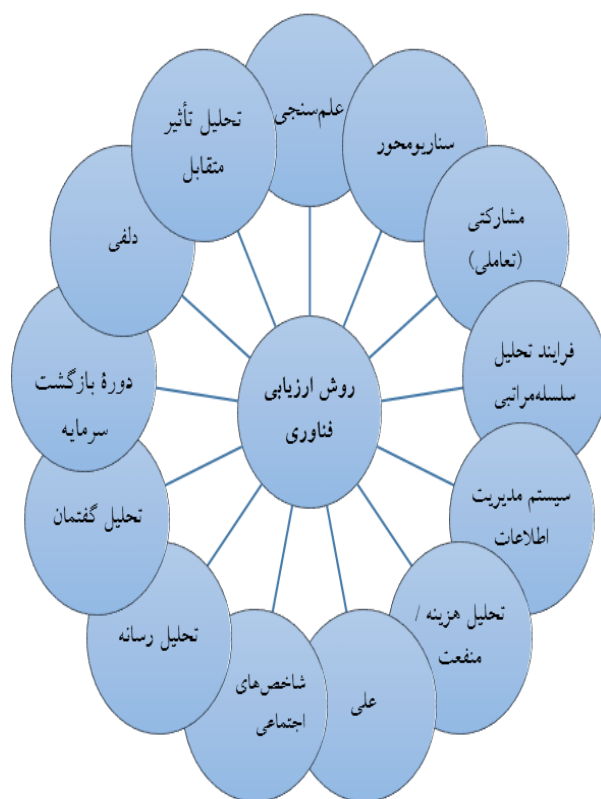 علم‌سنجی
سناریومحور
مشارکتی
(تعاملی)
فرایند تحلیل
سلسله‌مراتبی
سیستم مدیریت
اطلاعات
تحلیل هزینه /
منفعت
علی
شاخص‌های
اجتماعی
تحلیل رسانه
تحلیل گفتمان
دورۀ بازگشت
سرمایه
دلفی
تحلیل تأثیر
متقابل
روش ارزیابی
فناوری